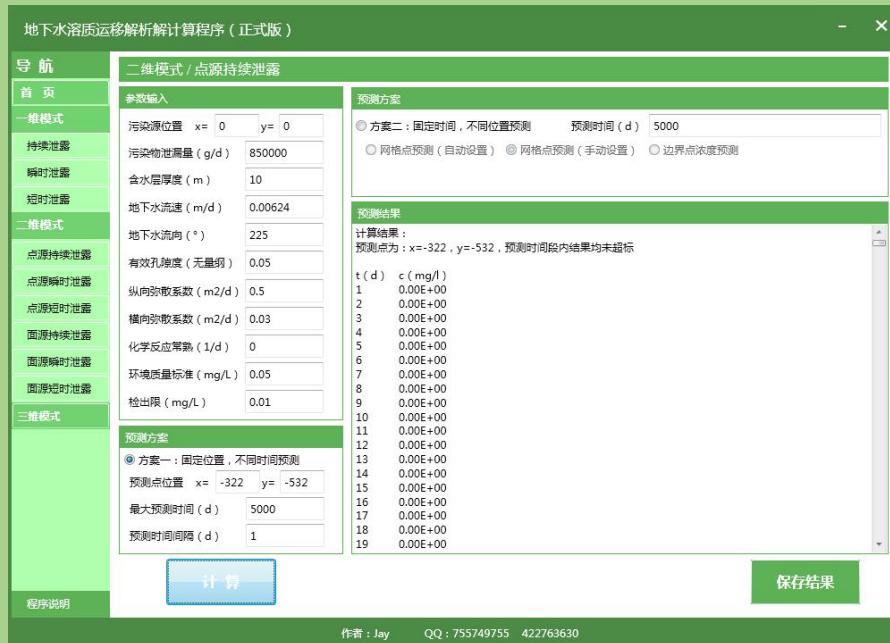 地下水溶质运移解析解计算程序（正式版）
导 航
首 页
一维模式
持续泄露
瞬时泄露
短时泄露
二维模式
点源持续泄露
点源瞬时泄露
点源短时泄露
面源持续泄露
面源瞬时泄露
面源短时泄露
三维模式
程序说明
二维模式 / 点源持续泄露
参数输入
污染源位置 x= 0 y= 0
污染物泄漏量（g/d） 850000
含水层厚度（m） 10
地下水流速（m/d） 0.00624
地下水流向（°） 225
有效孔隙度（无量纲） 0.05
纵向弥散系数（m2/d） 0.5
横向弥散系数（m2/d） 0.03
化学反应常熟（1/d） 0
环境质量标准（mg/L） 0.05
检出限（mg/L） 0.01
预测方案
方案一：固定位置，不同时间预测
预测点位置 x= -322 y= -532
最大预测时间（d） 5000
预测时间间隔（d） 1
计 算
预测方案
方案二：固定时间，不同位置预测 预测时间（d） 5000
网格点预测（自动设置） 网格点预测（手动设置） 边界点浓度预测
预测结果
计算结果：
预测点为：x=-322，y=-532，预测时间段内结果均未超标
t（d） c（mg/l）
1 0.00E+00
2 0.00E+00
3 0.00E+00
4 0.00E+00
5 0.00E+00
6 0.00E+00
7 0.00E+00
8 0.00E+00
9 0.00E+00
10 0.00E+00
11 0.00E+00
12 0.00E+00
13 0.00E+00
14 0.00E+00
15 0.00E+00
16 0.00E+00
17 0.00E+00
18 0.00E+00
19 0.00E+00
保存结果
作者：Jay QQ：755749755 422763630